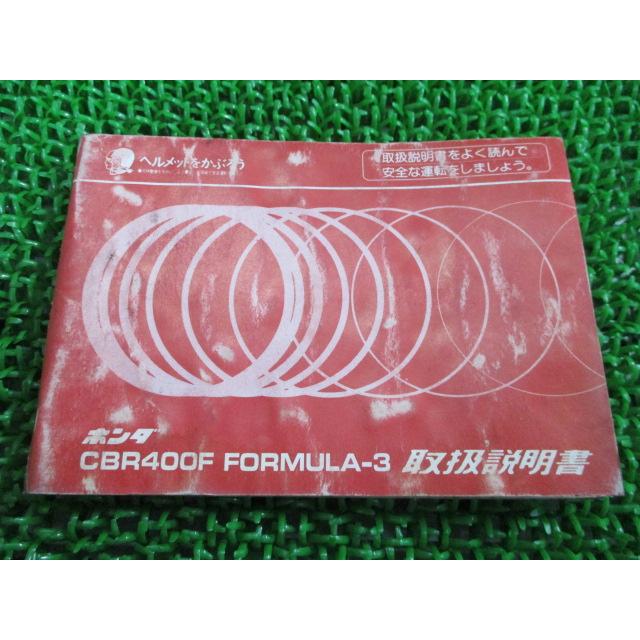 ヘルメットをかぶろう
取扱説明書をよく読んで
安全な運転をしましょう。
ホンダ
CBR400F FORMULA-3 取扱説明書